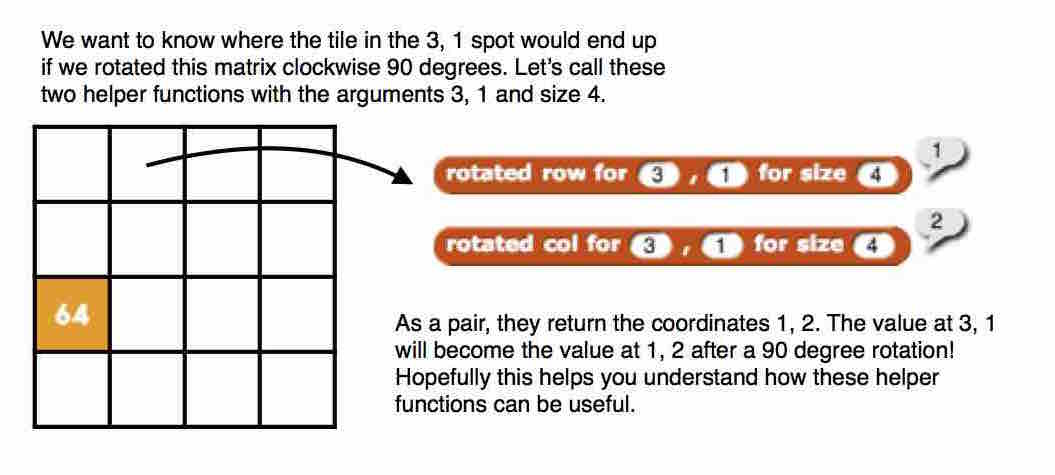 We want to know where the tile in the 3, 1 spot would end up
if we rotated this matrix clockwise 90 degrees. Let's call these
two helper functions with the arguments 3, 1 and size 4.
rotated row for 3 , 1 for size 4
1
rotated col for 3 , 1 for size 4
2
64
As a pair, they return the coordinates 1, 2. The value at 3, 1
will become the value at 1, 2 after a 90 degree rotation!
Hopefully this helps you understand how these helper
functions can be useful.